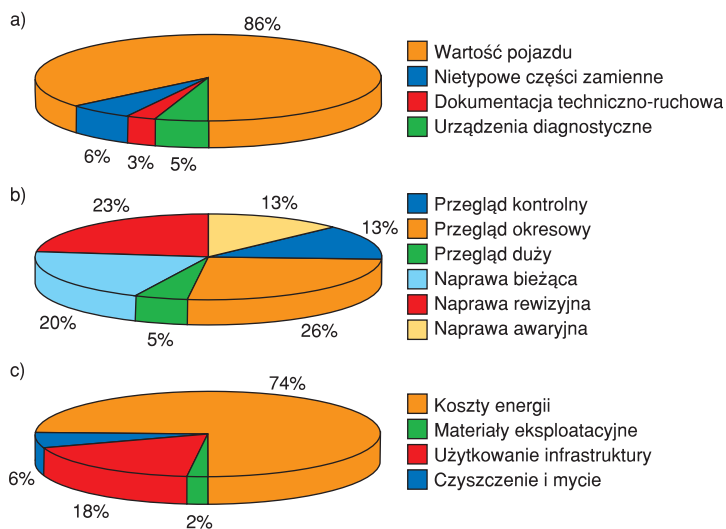 a)
86%
6%
3%
5%
Wartość pojazdu
Nietypowe części zamienne
Dokumentacja techniczno-ruchowa
Urządzenia diagnostyczne
b)
23%
13%
13%
20%
5%
26%
Przegląd kontrolny
Przegląd okresowy
Przegląd duży
Naprawa bieżąca
Naprawa rewizyjna
Naprawa awaryjna
c)
74%
6%
18%
2%
Koszty energii
Materiały eksploatacyjne
Użytkowanie infrastruktury
Czyszczenie i mycie